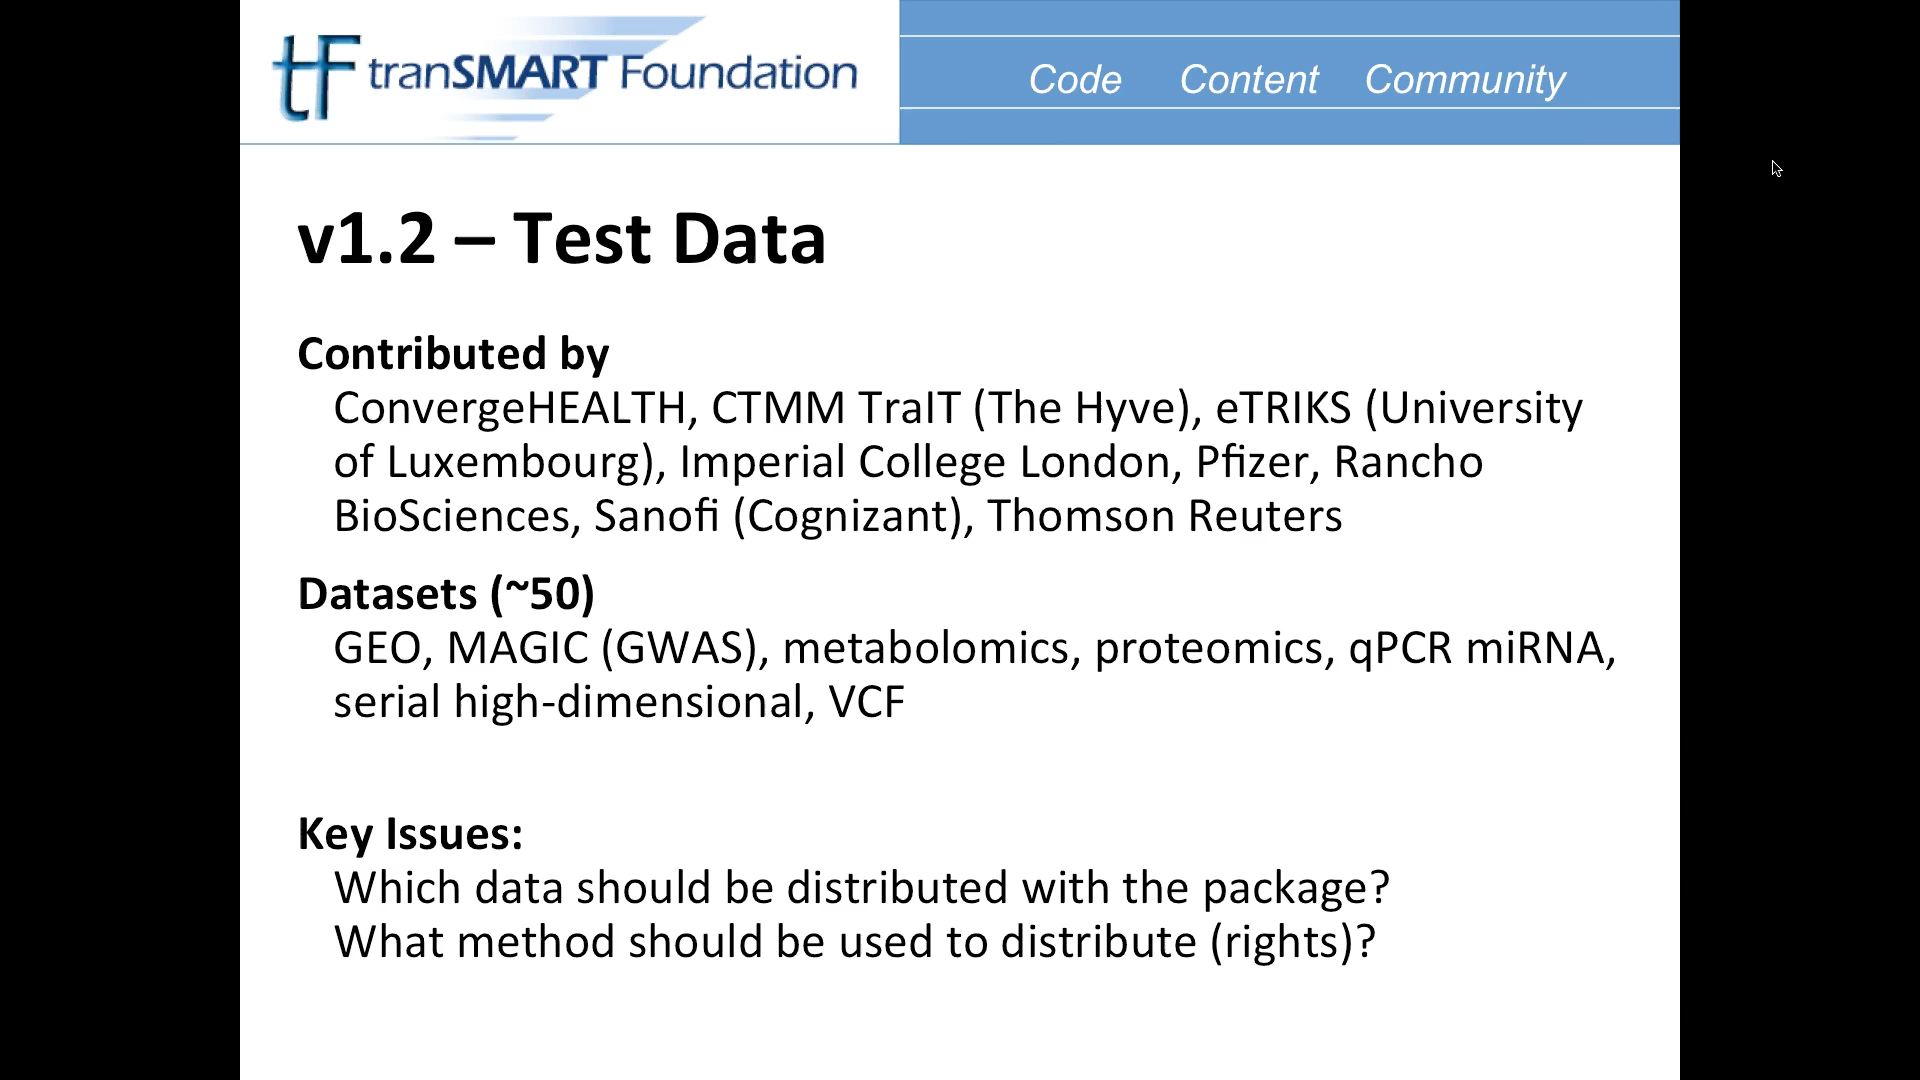 tF tranSMART Foundation
Code Content Community
v1.2 – Test Data
Contributed by
ConvergeHEALTH, CTMM TraIT (The Hyve), eTRIKS (University
of Luxembourg), Imperial College London, Pfizer, Rancho
BioSciences, Sanofi (Cognizant), Thomson Reuters
Datasets (~50)
GEO, MAGIC (GWAS), metabolomics, proteomics, qPCR miRNA,
serial high-dimensional, VCF
Key Issues:
Which data should be distributed with the package?
What method should be used to distribute (rights)?